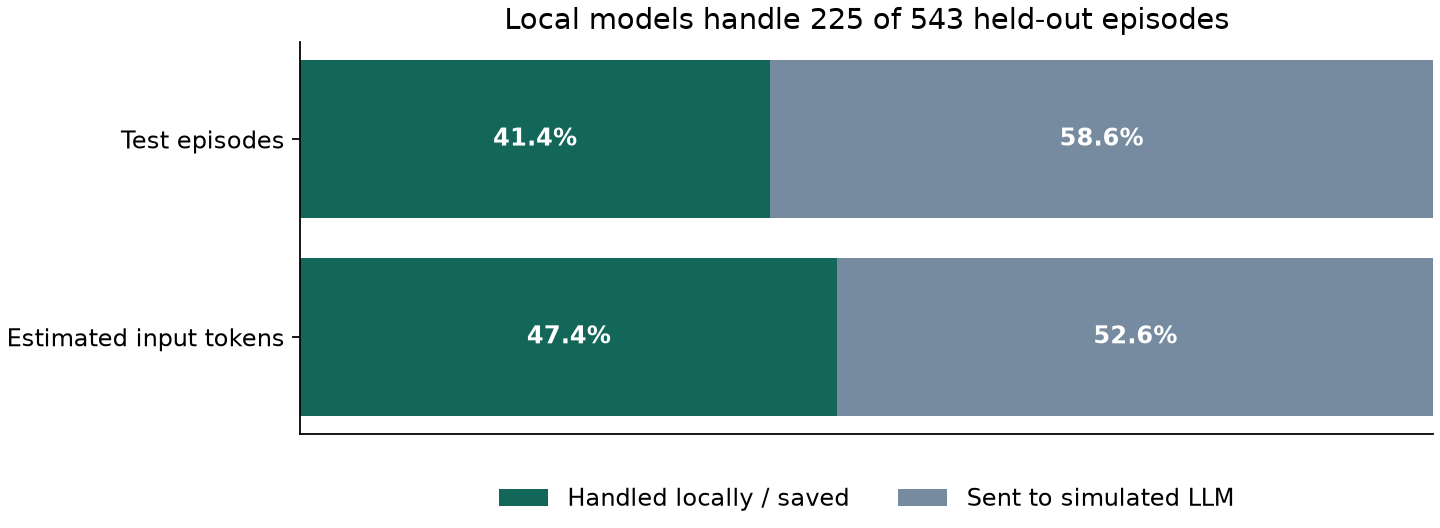 Local models handle 225 of 543 held-out episodes
Test episodes
41.4%
58.6%
Estimated input tokens
47.4%
52.6%
Handled locally / saved
Sent to simulated LLM